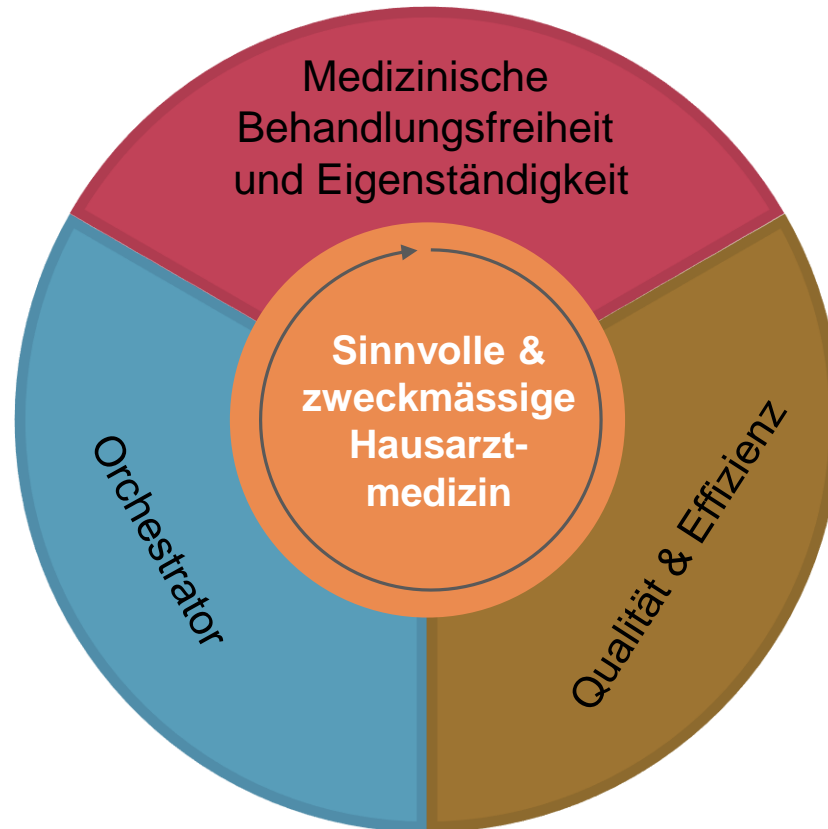 Medizinische
Behandlungsfreiheit
und Eigenständigkeit
Sinnvolle &
zweckmässige
Hausarzt-
medizin
Orchestrator
Qualität & Effizienz